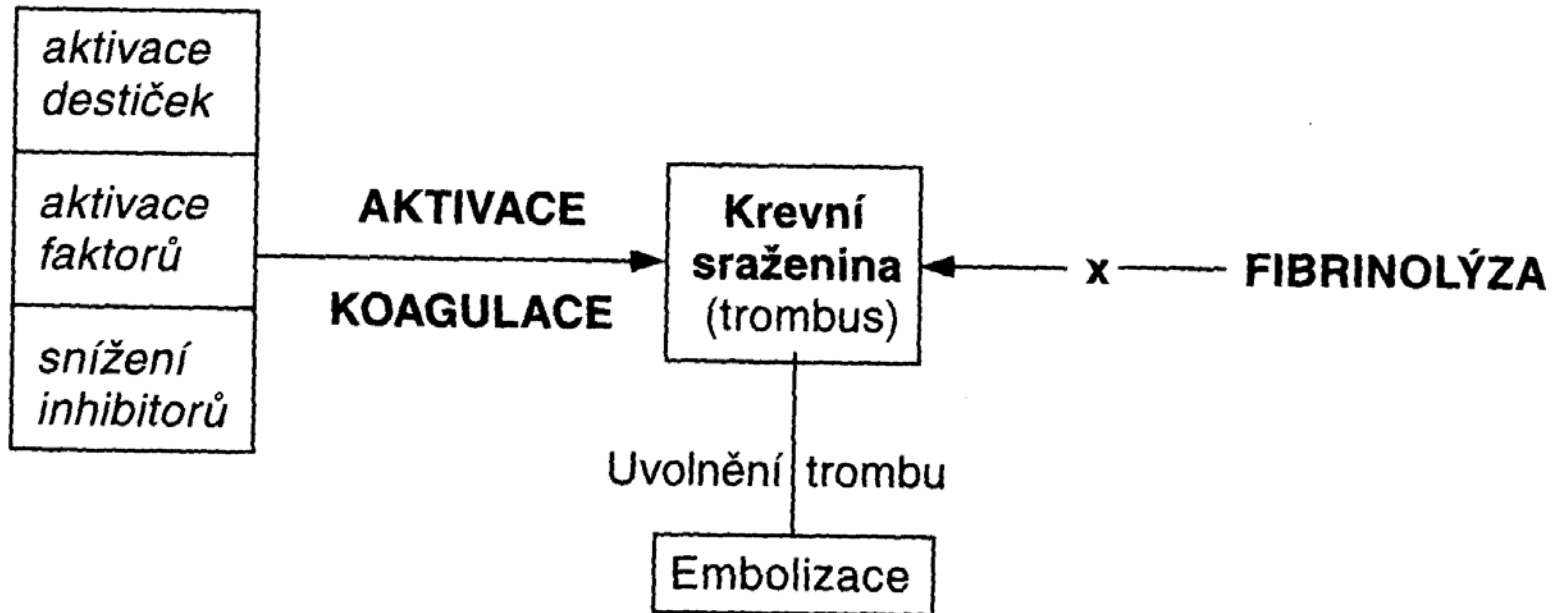 aktivace
destiček
aktivace
faktorů
snížení
inhibitorů
AKTIVACE
KOAGULACE
Krevní
sraženina
(trombus)
x
FIBRINOLÝZA
Uvolnění trombu
Embolizace